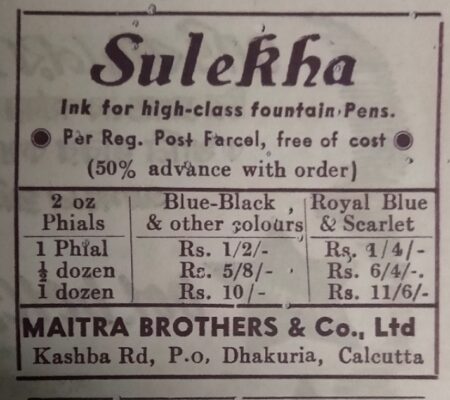 Sulekha
Ink for high-class fountain Pens.
Per Reg. Post Parcel, free of cost
(50% advance with order)
2 oz Phials | Blue-Black & other colours | Royal Blue & Scarlet
1 Phial Rs. 1/2/- Rs. 1/4/-
½ dozen Rs. 5/8/- Rs. 6/4/-.
1 dozen Rs. 10/- Rs. 11/6/-
MAITRA BROTHERS & Co., Ltd
Kashba Rd, P.o, Dhakuria, Calcutta